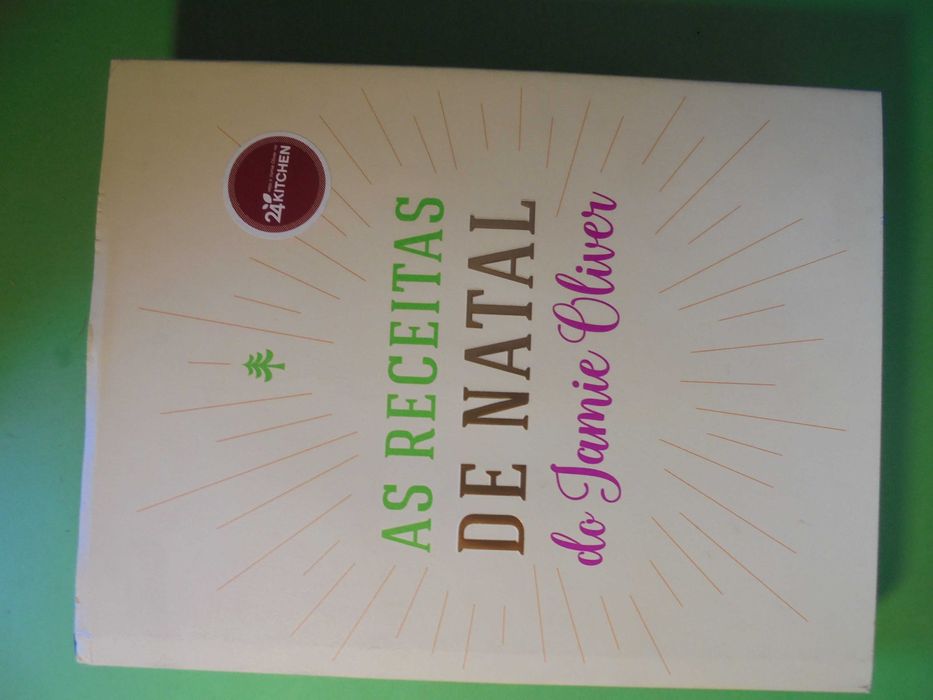 24KITCHEN
AS RECEITAS
DE NATAL
do Jamie Oliver